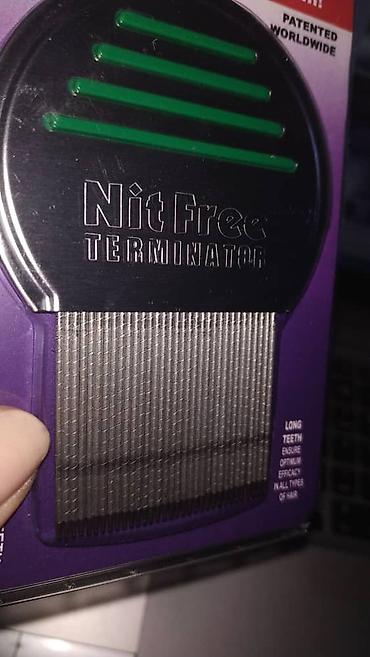 PATENTED
WORLDWIDE
Nit Free
TERMINATOR
LONG
TEETH
ENSURE
OPTIMUM
EFFICACY
IN ALL TYPES
OF HAIR